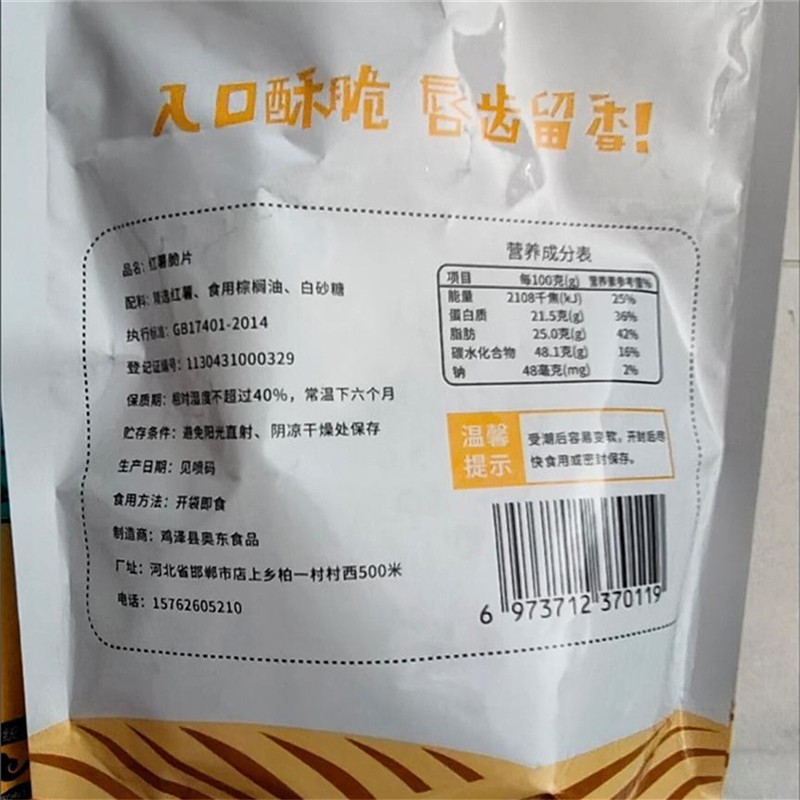 入口酥脆 唇齿留香!
品名：红薯脆片
配料：精选红薯、食用棕榈油、白砂糖
执行标准：GB17401-2014
登记证编号：1130431000329
保质期：相对湿度不超过40%，常温下六个月
贮存条件：避免阳光直射、阴凉干燥处保存
生产日期：见喷码
食用方法：开袋即食
制造商：鸡泽县奥东食品
厂址：河北省邯郸市店上乡柏一村村西500米
电话：15762605210
营养成分表
项目 每100克(g) 营养素参考值%
能量 2108千焦(kJ) 25%
蛋白质 21.5克(g) 36%
脂肪 25.0克(g) 42%
碳水化合物 48.1克(g) 16%
钠 48毫克(mg) 2%
温馨提示
受潮后容易变软，开封后尽
快食用或密封保存。
6 973712 370119